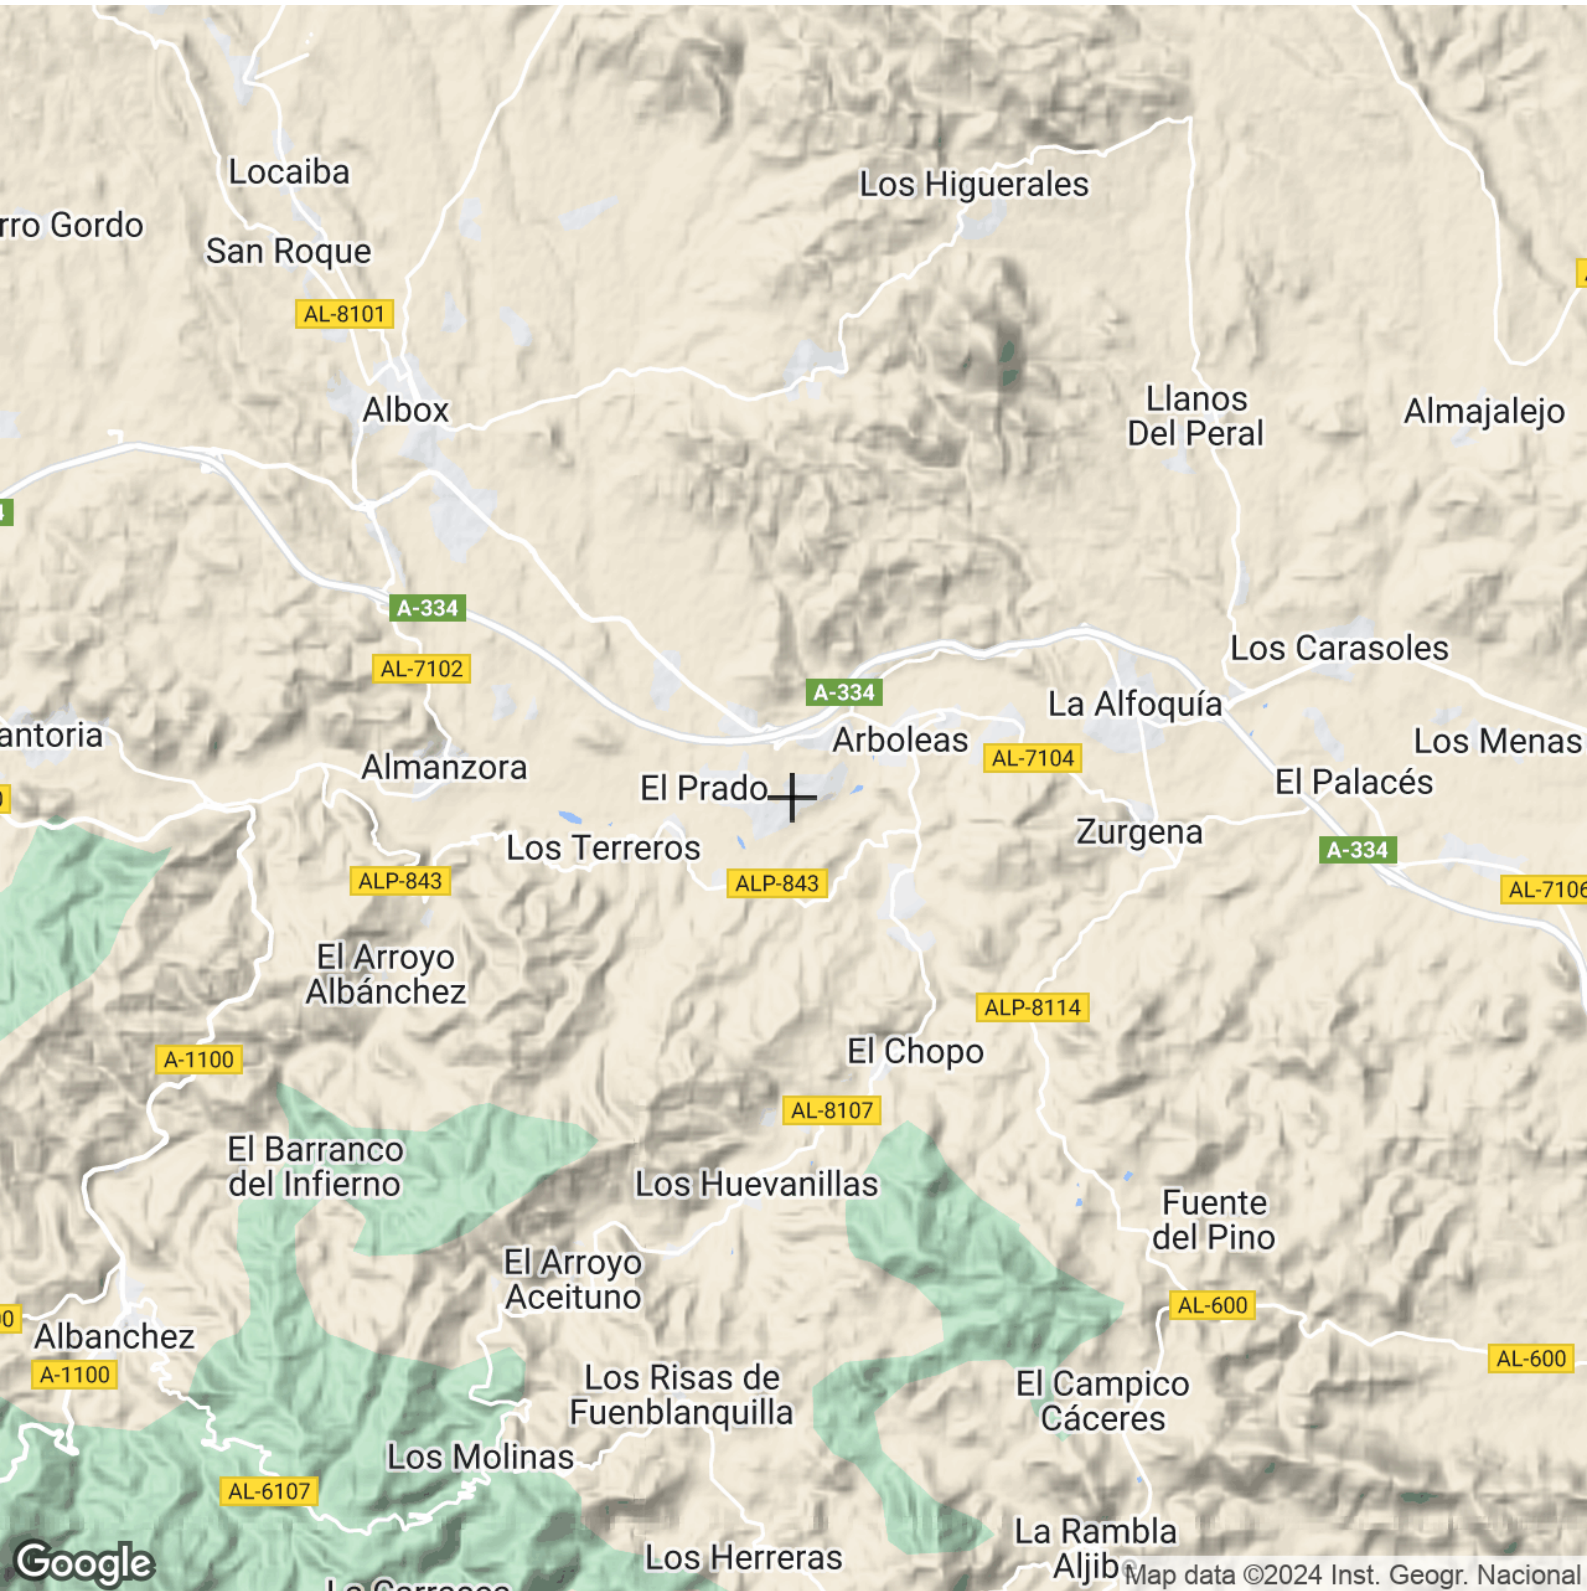 Locaiba
Los Higuerales
rro Gordo
San Roque
AL-8101
Llanos
Del Peral
Albox
Almajalejo
A-334
Los Carasoles
AL-7102
A-334
La Alfoquía
antoria
Arboleas
Los Menas
AL-7104
Almanzora
El Prado
El Palacés
Los Terreros
Zurgena
A-334
ALP-843
ALP-843
AL-7106
El Arroyo
Albánchez
ALP-8114
A-1100
El Chopo
AL-8107
El Barranco
del Infierno
Los Huevanillas
Fuente
del Pino
El Arroyo
Aceituno
AL-600
Albanchez
AL-600
A-1100
Los Risas de
Fuenblanquilla
El Campico
Cáceres
Los Molinas
AL-6107
La Rambla
Aljib
Los Herreras
Google
Map data ©2024 Inst. Geogr. Nacional